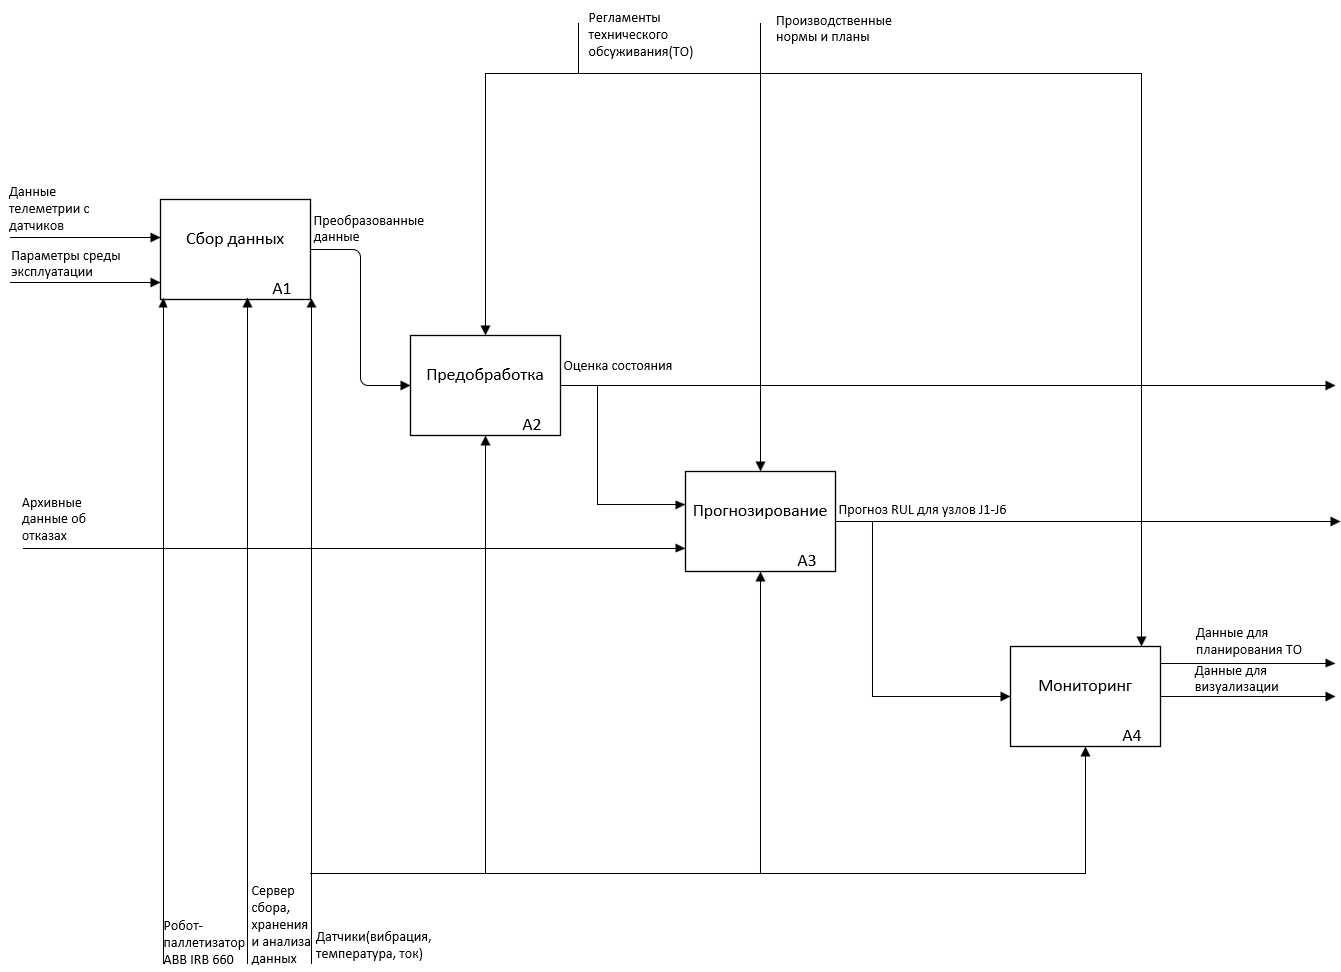 Регламенты
технического
обсуживания(ТО)
Производственные
нормы и планы
Данные
телеметрии с
датчиков
Параметры среды
эксплуатации
Сбор данных
А1
Преобразованные
данные
Предобработка
А2
Оценка состояния
Архивные
данные об
отказах
Прогнозирование
А3
Прогноз RUL для узлов J1-J6
Мониторинг
А4
Данные для
планирования ТО
Данные для
визуализации
Робот-
паллетизатор
ABB IRB 660
Сервер
сбора,
хранения
и анализа
данных
Датчики(вибрация,
температура, ток)